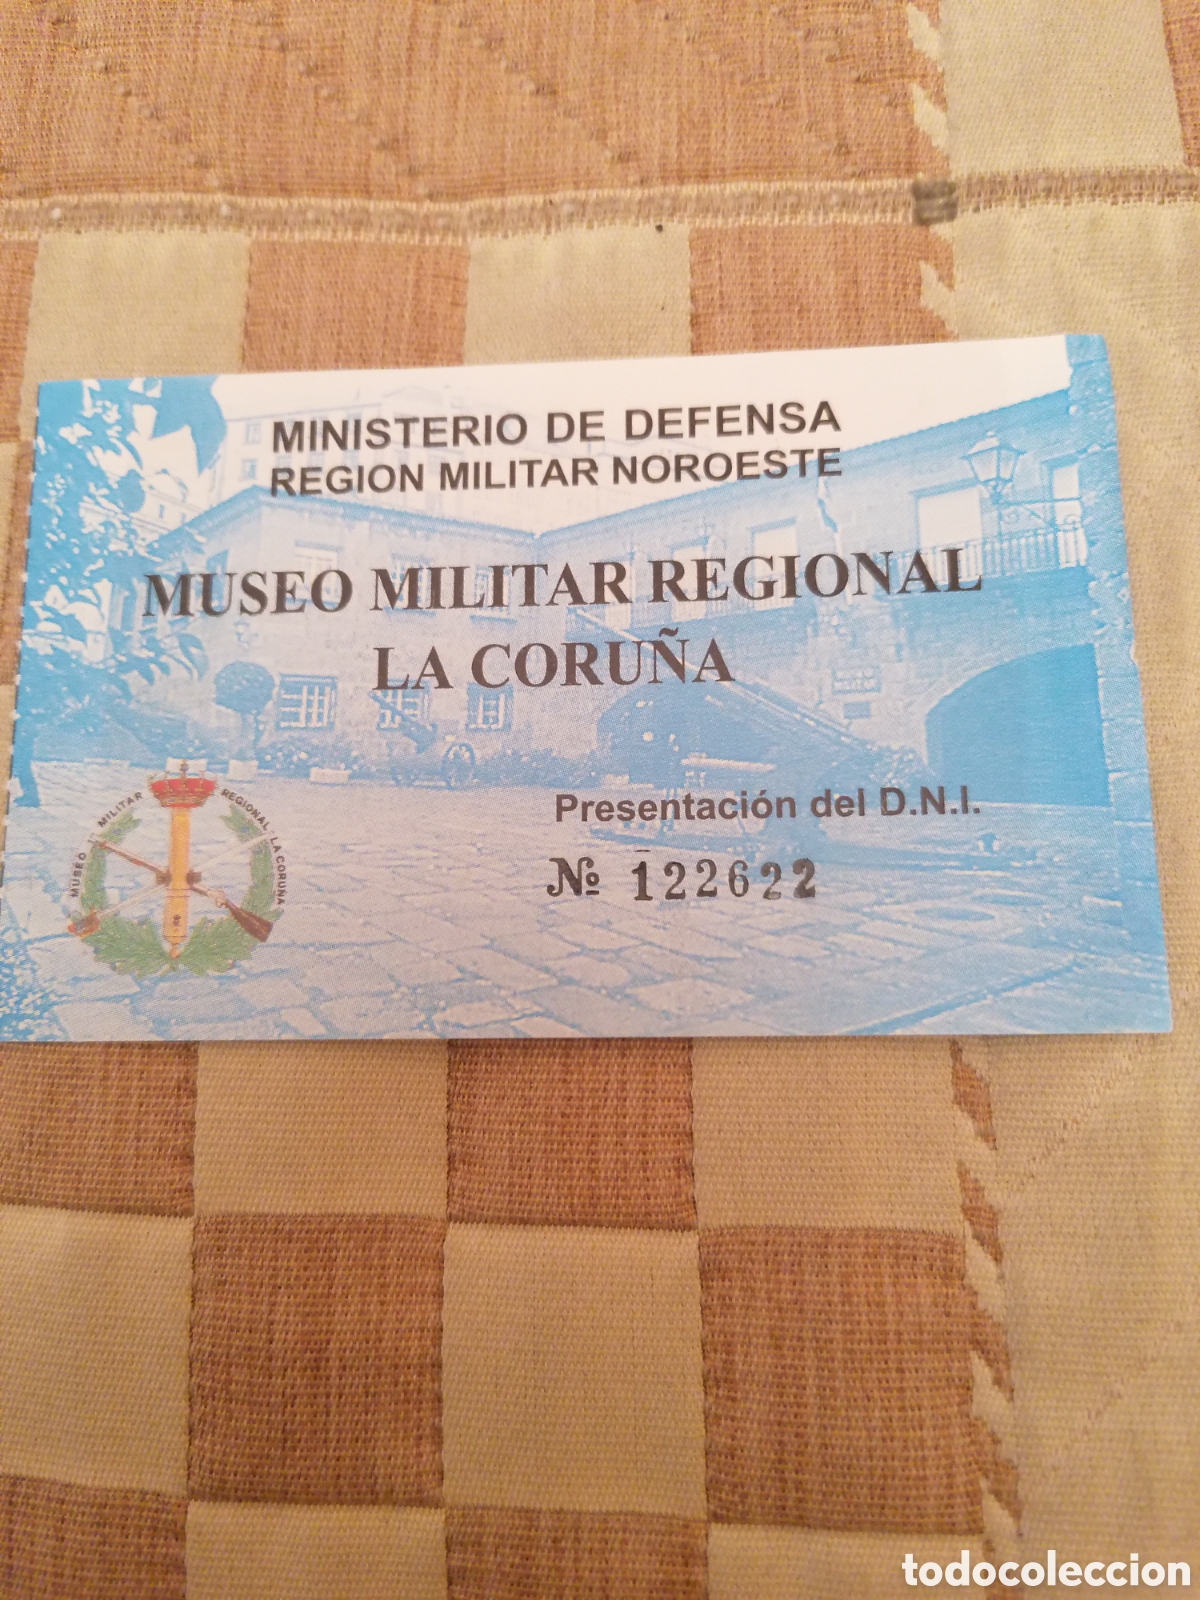 MINISTERIO DE DEFENSA
REGION MILITAR NOROESTE
MUSEO MILITAR REGIONAL
LA CORUÑA
MUSEO MILITAR REGIONAL LA CORUÑA
Presentación del D.N.I.
Nº 122622
todocoleccion